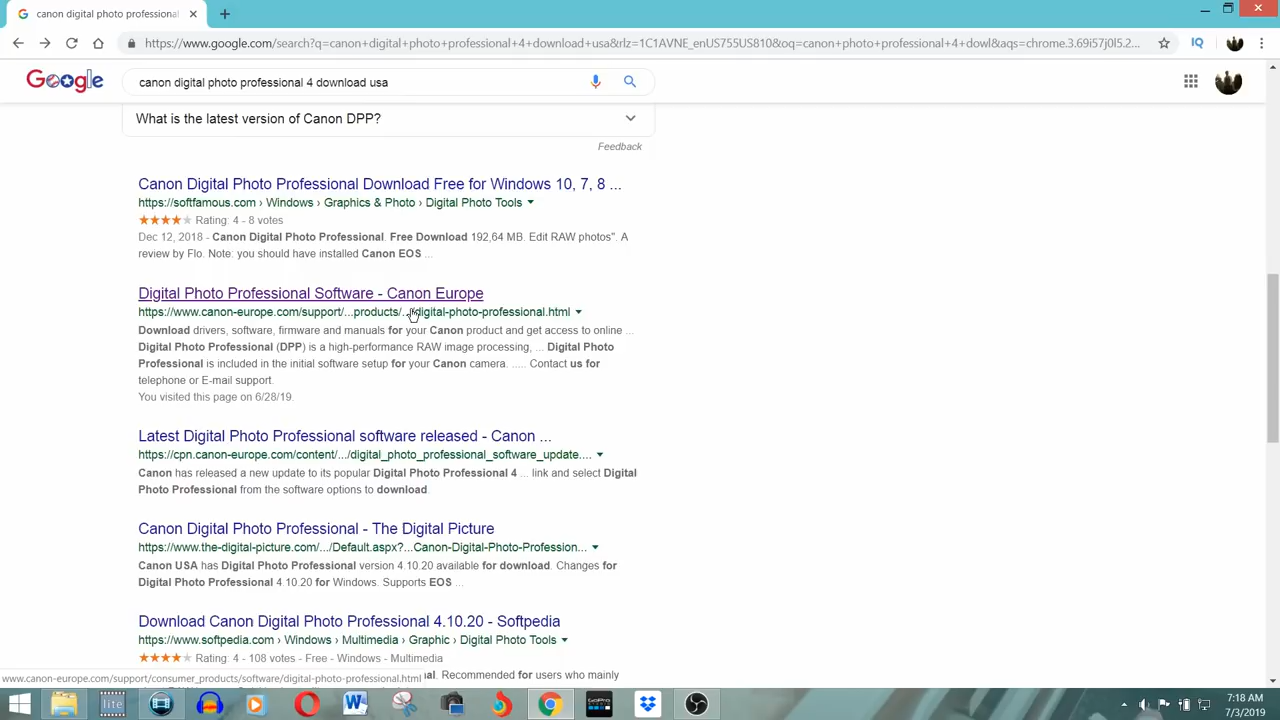 canon digital photo professional
https://www.google.com/search?q=canon+digital+photo+professional+4+download+usa&rlz=1C1AVNE_enUS755US810&oq=canon+photo+professional+4+dowl&aqs=chrome.3.69i57j0l5.2...
IQ
Google
canon digital photo professional 4 download usa
What is the latest version of Canon DPP?
Feedback
Canon Digital Photo Professional Download Free for Windows 10, 7, 8 ...
https://softfamous.com › Windows › Graphics & Photo › Digital Photo Tools
Rating: 4 - 8 votes
Dec 12, 2018 - Canon Digital Photo Professional. Free Download 192,64 MB. Edit RAW photos". A
review by Flo. Note: you should have installed Canon EOS ...
Digital Photo Professional Software - Canon Europe
https://www.canon-europe.com/support/...products/.../digital-photo-professional.html
Download drivers, software, firmware and manuals for your Canon product and get access to online ...
Digital Photo Professional (DPP) is a high-performance RAW image processing, ... Digital Photo
Professional is included in the initial software setup for your Canon camera. ..... Contact us for
telephone or E-mail support.
You visited this page on 6/28/19.
Latest Digital Photo Professional software released - Canon ...
https://cpn.canon-europe.com/content/.../digital_photo_professional_software_update....
Canon has released a new update to its popular Digital Photo Professional 4 ... link and select Digital
Photo Professional from the software options to download.
Canon Digital Photo Professional - The Digital Picture
https://www.the-digital-picture.com/.../Default.aspx?...Canon-Digital-Photo-Profession...
Canon USA has Digital Photo Professional version 4.10.20 available for download. Changes for
Digital Photo Professional 4.10.20 for Windows. Supports EOS ...
Download Canon Digital Photo Professional 4.10.20 - Softpedia
https://www.softpedia.com › Windows › Multimedia › Graphic › Digital Photo Tools
Rating: 4 - 108 votes - Free - Windows - Multimedia
al. Recommended for users who mainly
www.canon-europe.com/support/consumer_products/software/digital-photo-professional.html
lite
GoPro
7:18 AM
7/3/2019